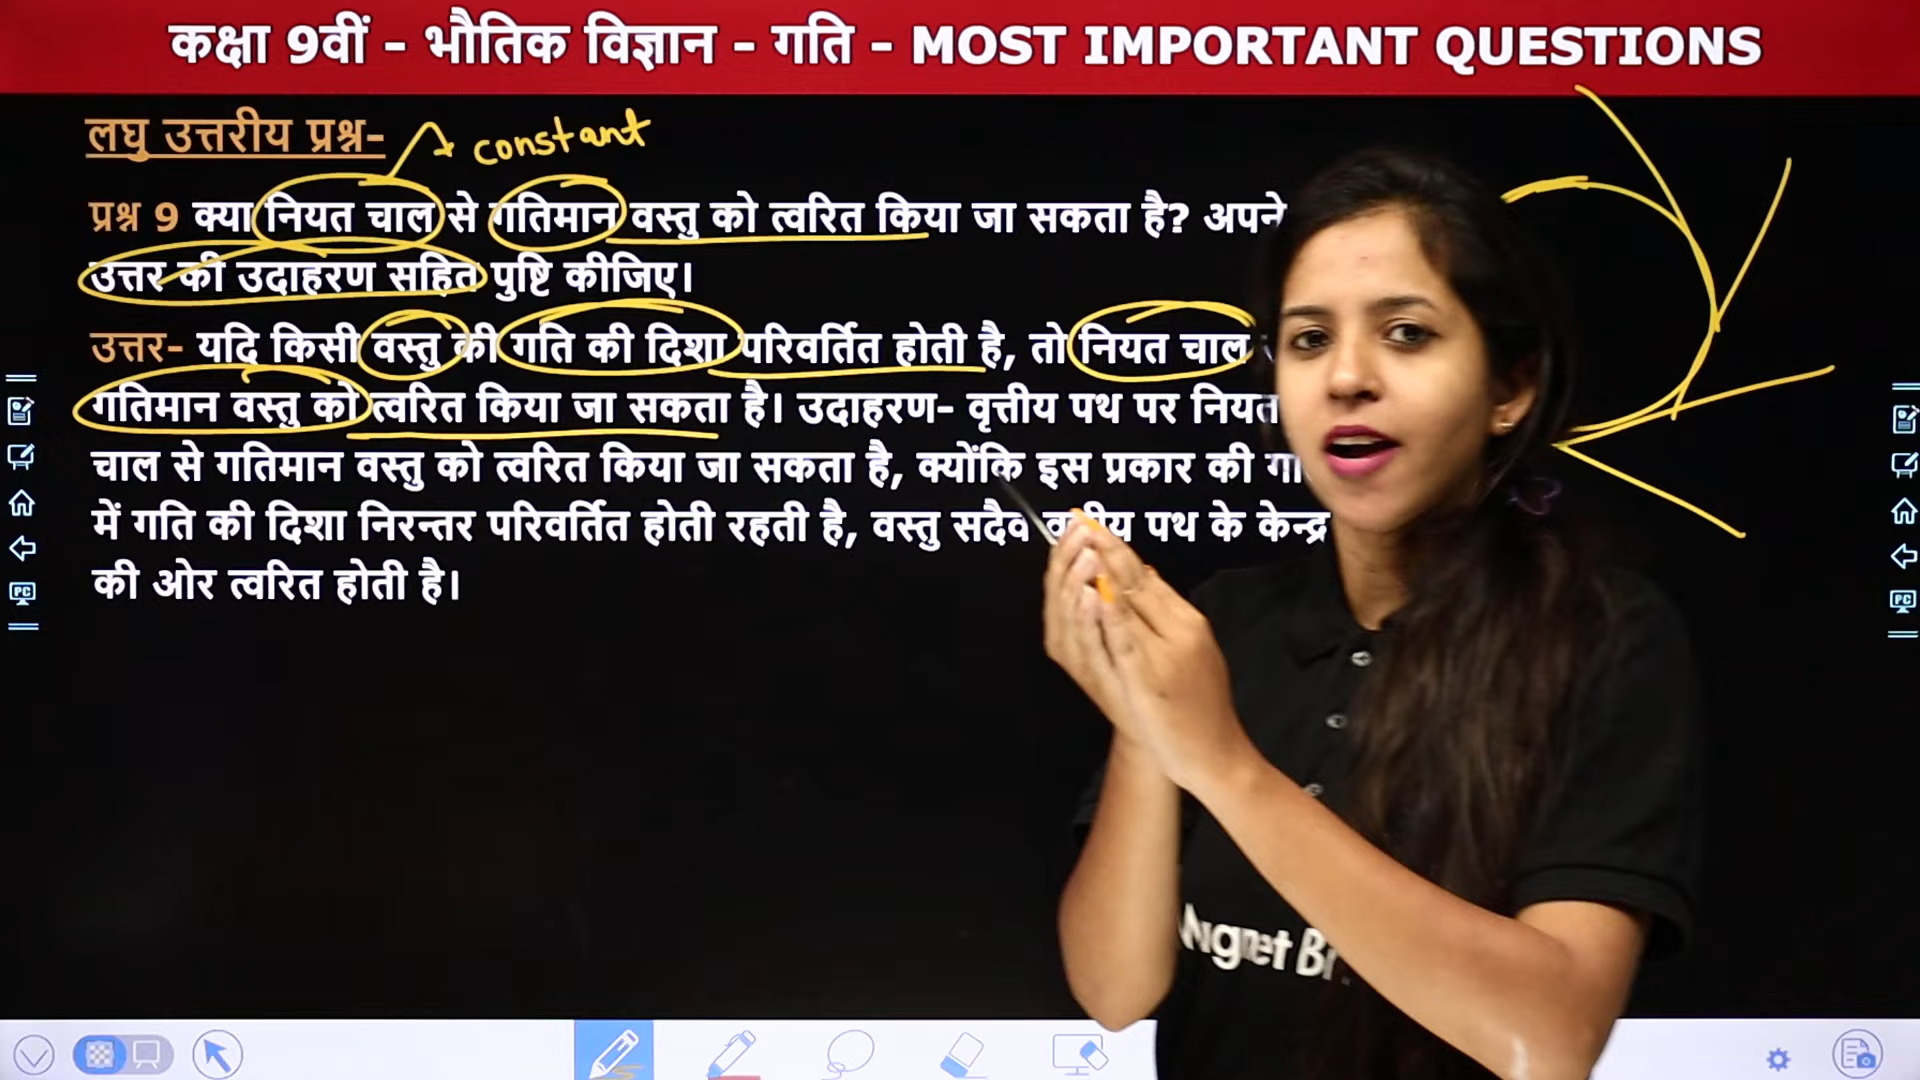 कक्षा 9वीं - भौतिक विज्ञान - गति - MOST IMPORTANT QUESTIONS
लघु उत्तरीय प्रश्न-
constant
प्रश्न 9 क्या नियत चाल से गतिमान वस्तु को त्वरित किया जा सकता है? अपने
उत्तर की उदाहरण सहित पुष्टि कीजिए।
उत्तर- यदि किसी वस्तु की गति की दिशा परिवर्तित होती है, तो नियत चाल
गतिमान वस्तु को त्वरित किया जा सकता है। उदाहरण- वृत्तीय पथ पर नियत
चाल से गतिमान वस्तु को त्वरित किया जा सकता है, क्योंकि इस प्रकार की
में गति की दिशा निरन्तर परिवर्तित होती रहती है, वस्तु सदैव पथ के केन्द्र
की ओर त्वरित होती है।
PC
PC